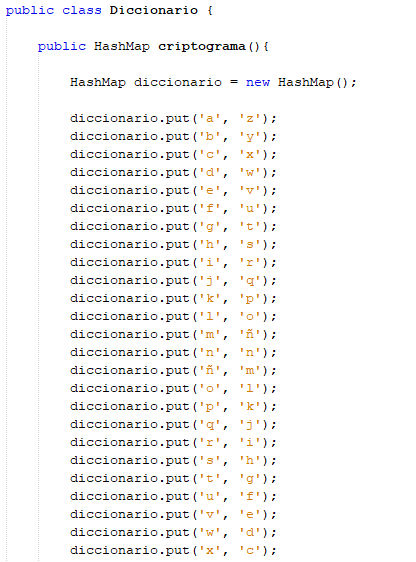 public class Diccionario {
public HashMap criptograma(){
HashMap diccionario = new HashMap();
diccionario.put('a', 'z');
diccionario.put('b', 'y');
diccionario.put('c', 'x');
diccionario.put('d', 'w');
diccionario.put('e', 'v');
diccionario.put('f', 'u');
diccionario.put('g', 't');
diccionario.put('h', 's');
diccionario.put('i', 'r');
diccionario.put('j', 'q');
diccionario.put('k', 'p');
diccionario.put('l', 'o');
diccionario.put('m', 'ñ');
diccionario.put('n', 'n');
diccionario.put('ñ', 'm');
diccionario.put('o', 'l');
diccionario.put('p', 'k');
diccionario.put('q', 'j');
diccionario.put('r', 'i');
diccionario.put('s', 'h');
diccionario.put('t', 'g');
diccionario.put('u', 'f');
diccionario.put('v', 'e');
diccionario.put('w', 'd');
diccionario.put('x', 'c');